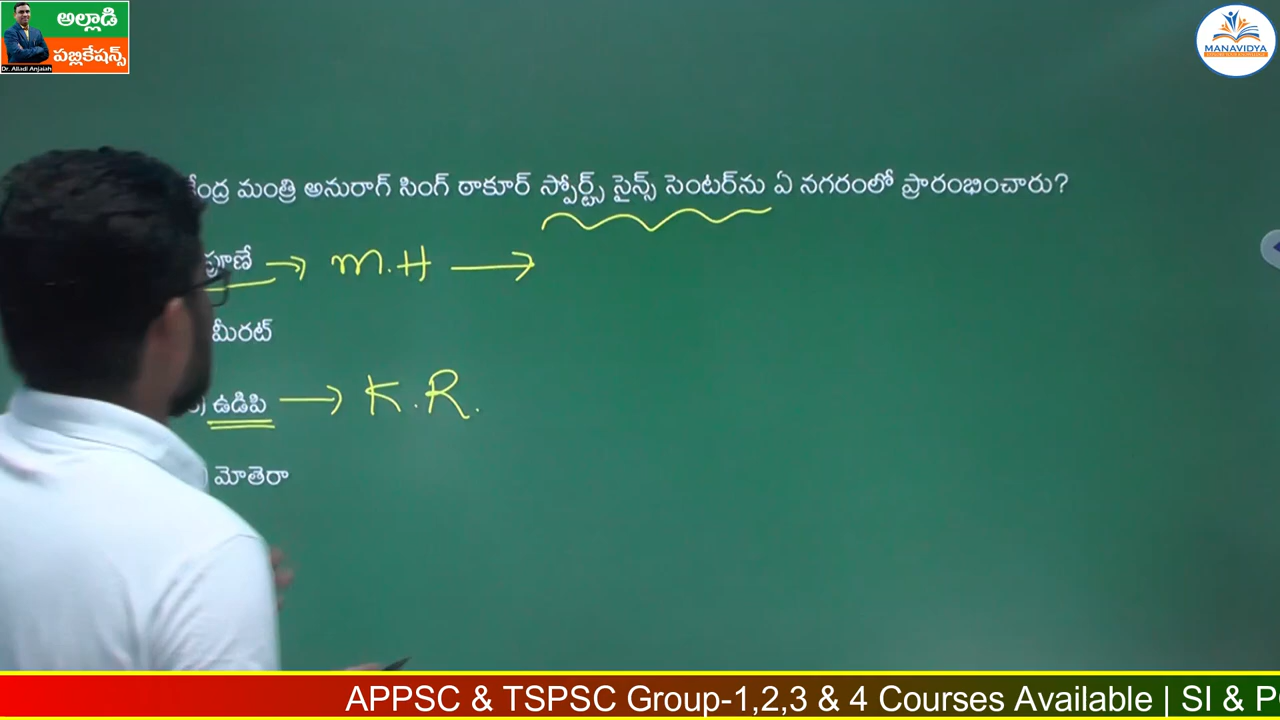 అల్లాడి
పబ్లికేషన్స్
Dr. Alladi Anjaiah
MANAVIDYA
కేంద్ర మంత్రి అనురాగ్ సింగ్ ఠాకూర్ స్పోర్ట్స్ సైన్స్ సెంటర్‌ను ఏ నగరంలో ప్రారంభించారు?
పూణే → M.H →
మీరట్
ఉడిపి → K.R.
మోతెరా
APPSC & TSPSC Group-1,2,3 & 4 Courses Available | SI & P